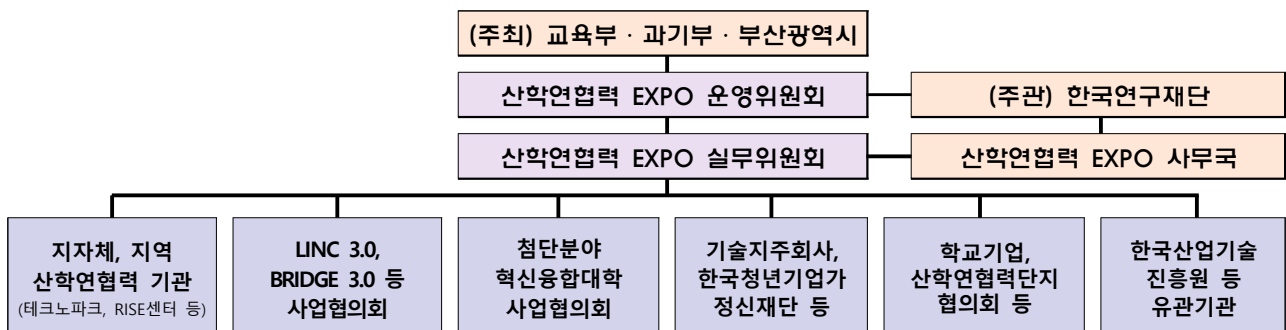 (주최) 교육부 · 과기부 · 부산광역시
산학연협력 EXPO 운영위원회
(주관) 한국연구재단
산학연협력 EXPO 실무위원회
산학연협력 EXPO 사무국
지자체, 지역
산학연협력 기관
(테크노파크, RISE센터 등)
LINC 3.0,
BRIDGE 3.0 등
사업협의회
첨단분야
혁신융합대학
사업협의회
기술지주회사,
한국청년기업가
정신재단 등
학교기업,
산학연협력단지
협의회 등
한국산업기술
진흥원 등
유관기관